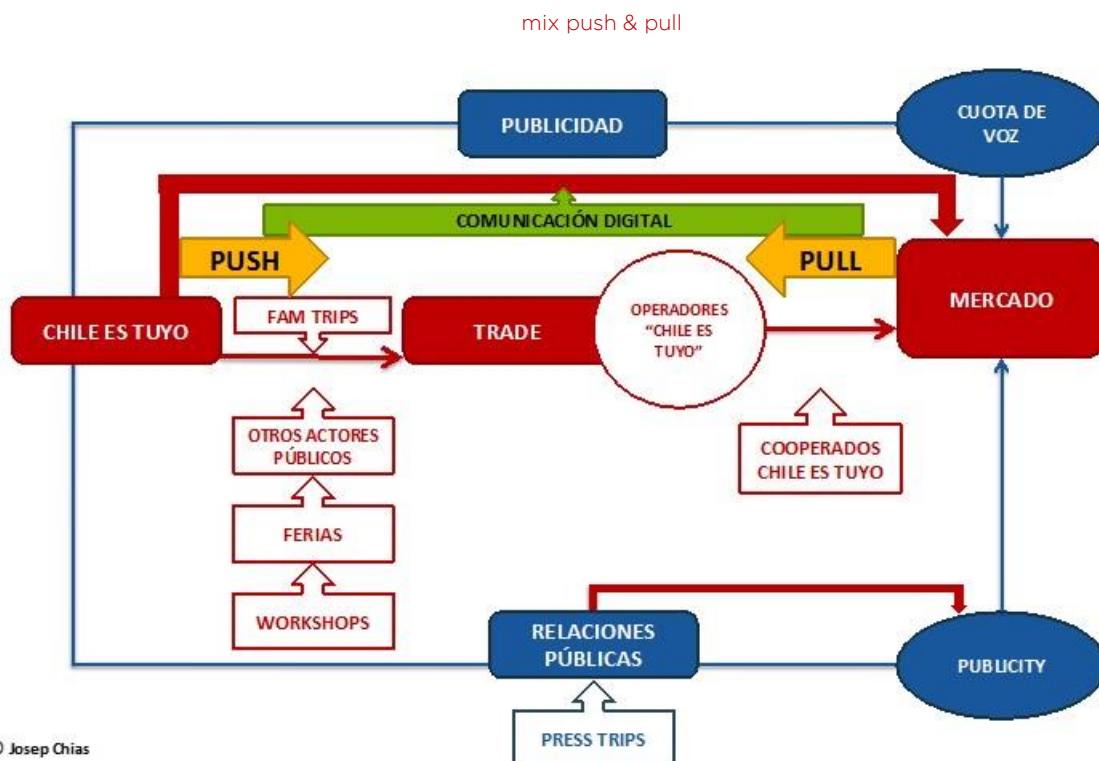 mix push & pull
PUBLICIDAD
CUOTA DE
VOZ
COMUNICACIÓN DIGITAL
PUSH
PULL
MERCADO
CHILE ES TUYO
FAM TRIPS
TRADE
OPERADORES
“CHILE ES
TUYO”
OTROS ACTORES
PÚBLICOS
COOPERADOS
CHILE ES TUYO
FERIAS
WORKSHOPS
RELACIONES
PÚBLICAS
PUBLICITY
PRESS TRIPS
© Josep Chias